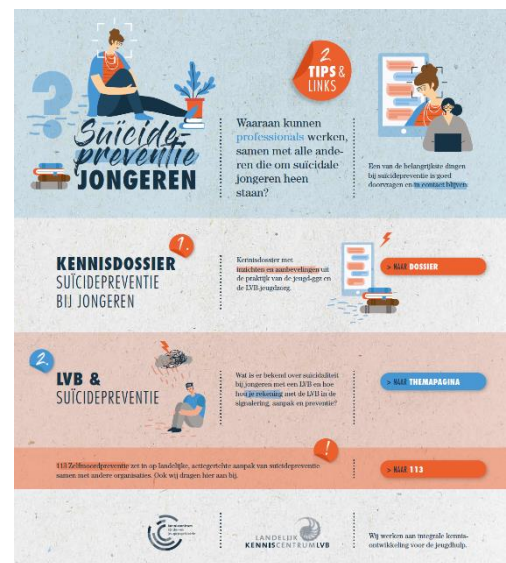 ?
Suïcide-
preventie
JONGEREN
2
TIPS &
LINKS
Waaraan kunnen
professionals werken,
samen met alle ande-
ren die om suïcidale
jongeren heen
staan?
Een van de belangrijkste dingen
bij suïcidepreventie is goed
doorvragen en in contact blijven.
1.
KENNISDOSSIER
SUÏCIDEPREVENTIE
BIJ JONGEREN
Kennisdossier met
inzichten en aanbevelingen uit
de praktijk van de jeugd-ggz en
de LVB-jeugdzorg.
> NAAR DOSSIER
2.
LVB &
SUÏCIDEPREVENTIE
Wat is er bekend over suïcidaliteit
bij jongeren met een LVB en hoe
hou je rekening met de LVB in de
signalering, aanpak en preventie?
> NAAR THEMAPAGINA
!
113 Zelfmoordpreventie zet in op landelijke, actiegerichte aanpak van suïcidepreventie
samen met andere organisaties. Ook wij dragen hier aan bij.
> NAAR 113
LANDELIJK
KENNISCENTRUMLVB
Wij werken aan integrale kennis-
ontwikkeling voor de jeugdhulp.